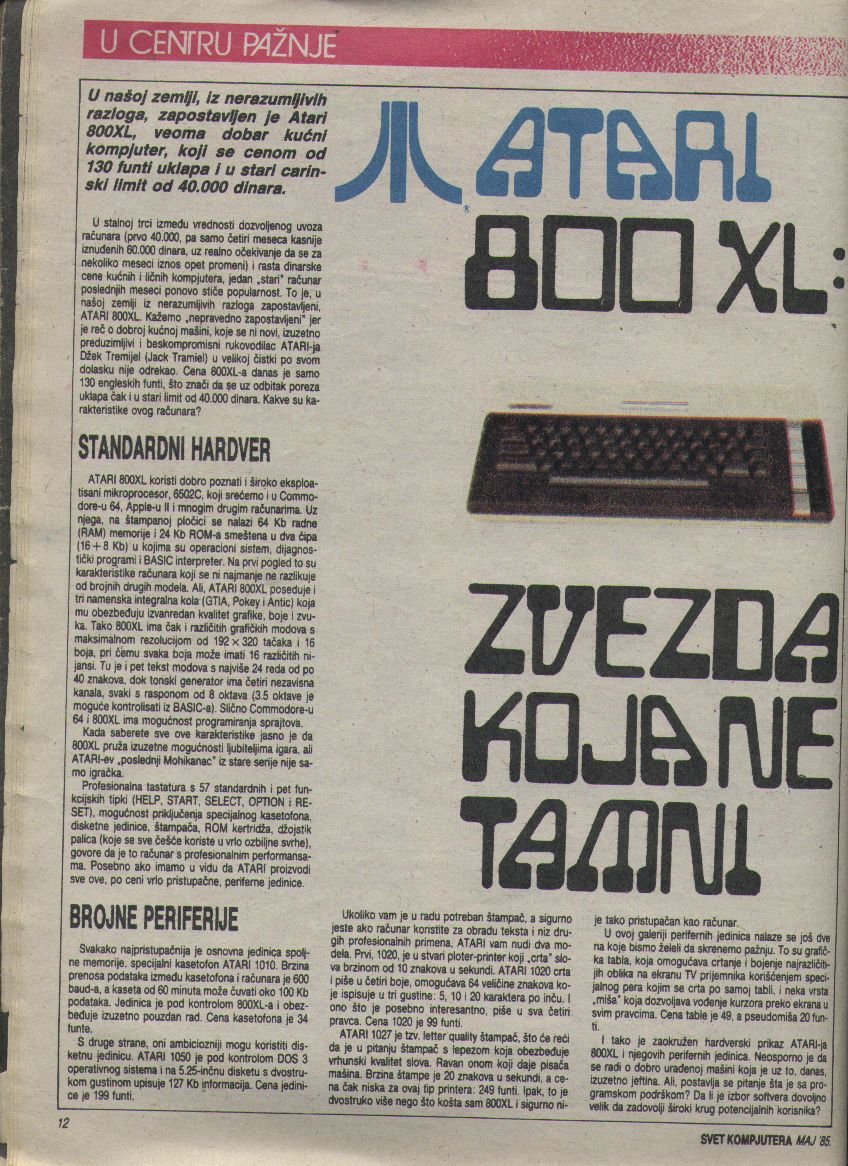 U CENTRU PAŽNJE
U našoj zemlji, iz nerazumljivih
razloga, zapostavljen je Atari
800XL, veoma dobar kućni
kompjuter, koji se cenom od
130 funti uklapa i u stari carin-
ski limit od 40.000 dinara.
ATARI
®
800 XL:
ZVEZDA
KOJA NE
TAMNI
U stalnoj trci između vrednosti dozvoljenog uvoza
računara (prvo 40.000, pa samo četiri meseca kasnije
iznuđenih 60.000 dinara, uz realno očekivanje da se za
nekoliko meseci iznos opet promeni) i rasta dinarske
cene kućnih i ličnih kompjutera, jedan „stari" računar
poslednjih meseci ponovo stiče popularnost. To je, u
našoj zemlji iz nerazumljivih razloga zapostavljeni,
ATARI 800XL. Kažemo „nepravedno zapostavljeni" jer
je reč o dobroj kućnoj mašini, koje se ni novi, izuzetno
preduzimljivi i beskompromisni rukovodilac ATARI-ja
Džek Tremijel (Jack Tramiel) u velikoj čistki po svom
dolasku nije odrekao. Cena 800XL-a danas je samo
130 engleskih funti, što znači da se uz odbitak poreza
uklapa čak i u stari limit od 40.000 dinara. Kakve su ka-
rakteristike ovog računara?
STANDARDNI HARDVER
ATARI 800XL koristi dobro poznati i široko eksploa-
tisani mikroprocesor, 6502C, koji srećemo i u Commo-
dore-u 64, Apple-u II i mnogim drugim računarima. Uz
njega, na štampanoj pločici se nalazi 64 Kb radne
(RAM) memorije i 24 Kb ROM-a smeštena u dva čipa
(16 + 8 Kb) u kojima su operacioni sistem, dijagnos-
tički programi i BASIC interpreter. Na prvi pogled to su
karakteristike računara koji se ni najmanje ne razlikuje
od brojnih drugih modela. Ali, ATARI 800XL poseduje i
tri namenska integralna kola (GTIA, Pokey i Antic) koja
mu obezbeđuju izvanredan kvalitet grafike, boje i zvu-
ka. Tako 800XL ima čak i različitih grafičkih modova s
maksimalnom rezolucijom od 192 × 320 tačaka i 16
boja, pri čemu svaka boja može imati 16 različitih ni-
jansi. Tu je i pet tekst modova s najviše 24 reda od po
40 znakova, dok tonski generator ima četiri nezavisna
kanala, svaki s rasponom od 8 oktava (3.5 oktave je
moguće kontrolisati iz BASIC-a). Slično Commodore-u
64 i 800XL ima mogućnost programiranja sprajtova.
Kada saberete sve ove karakteristike jasno je da
800XL pruža izuzetne mogućnosti ljubiteljima igara, ali
ATARI-ev „poslednji Mohikanac" iz stare serije nije sa-
mo igračka.
Profesionalna tastatura s 57 standardnih i pet fun-
kcijskih tipki (HELP, START, SELECT, OPTION i RE-
SET), mogućnost priključenja specijalnog kasetofona,
disketne jedinice, štampača, ROM kertridža, džojstik
palica (koje se sve češće koriste u vrlo ozbiljne svrhe),
govore da je to računar s profesionalnim performansa-
ma. Posebno ako imamo u vidu da ATARI proizvodi
sve ove, po ceni vrlo pristupačne, periferne jedinice.
BROJNE PERIFERIJE
Svakako najpristupačnija je osnovna jedinica spolj-
ne memorije, specijalni kasetofon ATARI 1010. Brzina
prenosa podataka između kasetofona i računara je 600
baud-a, a kaseta od 60 minuta može čuvati oko 100 Kb
podataka. Jedinica je pod kontrolom 800XL-a i obez-
beđuje izuzetno pouzdan rad. Cena kasetofona je 34
funte.
S druge strane, oni ambiciozniji mogu koristiti dis-
ketnu jedinicu. ATARI 1050 je pod kontrolom DOS 3
operativnog sistema i na 5.25-inčnu disketu s dvostru-
kom gustinom upisuje 127 Kb informacija. Cena jedini-
ce je 199 funti.
Ukoliko vam je u radu potreban štampač, a sigurno
jeste ako računar koristite za obradu teksta i niz dru-
gih profesionalnih primena, ATARI vam nudi dva mo-
dela. Prvi, 1020, je u stvari ploter-printer koji „crta" slo-
va brzinom od 10 znakova u sekundi. ATARI 1020 crta
i piše u četiri boje, omogućava 64 veličine znakova ko-
je ispisuje u tri gustine: 5, 10 i 20 karaktera po inču. I
ono što je posebno interesantno, piše u sva četiri
pravca. Cena 1020 je 99 funti.
ATARI 1027 je tzv. letter quality štampač, što će reći
da je u pitanju štampač s lepezom koja obezbeđuje
vrhunski kvalitet slova. Ravan onom koji daje pisaća
mašina. Brzina štampe je 20 znakova u sekundi, a ce-
na čak niska za ovaj tip printera: 249 funti. Ipak, to je
dvostruko više nego što košta sam 800XL i sigurno ni-
je tako pristupačan kao računar.
U ovoj galeriji perifernih jedinica nalaze se još dve
na koje bismo želeli da skrenemo pažnju. To su grafič-
ka tabla, koja omogućava crtanje i bojenje najrazličiti-
jih oblika na ekranu TV prijemnika korišćenjem speci-
jalnog pera kojim se crta po samoj tabli, i neka vrsta
„miša" koja dozvoljava vođenje kurzora preko ekrana u
svim pravcima. Cena table je 49, a pseudomiša 20 fun-
ti.
I tako je zaokružen hardverski prikaz ATARI-ja
800XL i njegovih perifernih jedinica. Neosporno je da
se radi o dobro urađenoj mašini koja je uz to, danas,
izuzetno jeftina. Ali, postavlja se pitanje šta je sa pro-
gramskom podrškom? Da li je izbor softvera dovoljno
velik da zadovolji široki krug potencijalnih korisnika?
12
SVET KOMPJUTERA MAJ '85.